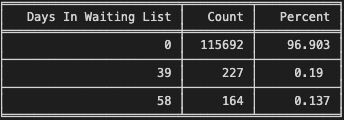 Days In Waiting List Count Percent
0 115692 96.903
39 227 0.19
58 164 0.137